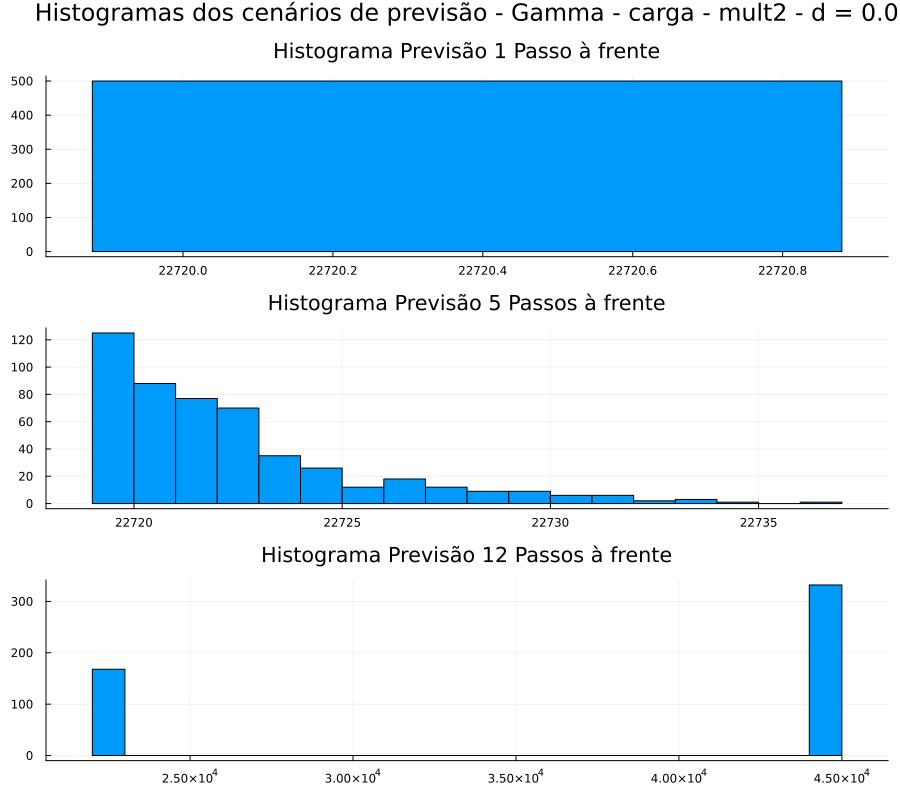 Histogramas dos cenários de previsão - Gamma - carga - mult2 - d = 0.0
Histograma Previsão 1 Passo à frente
500
400
300
200
100
0
22720.0 22720.2 22720.4 22720.6 22720.8
Histograma Previsão 5 Passos à frente
120
100
80
60
40
20
0
22720 22725 22730 22735
Histograma Previsão 12 Passos à frente
300
200
100
0
2.50×10⁴ 3.00×10⁴ 3.50×10⁴ 4.00×10⁴ 4.50×10⁴